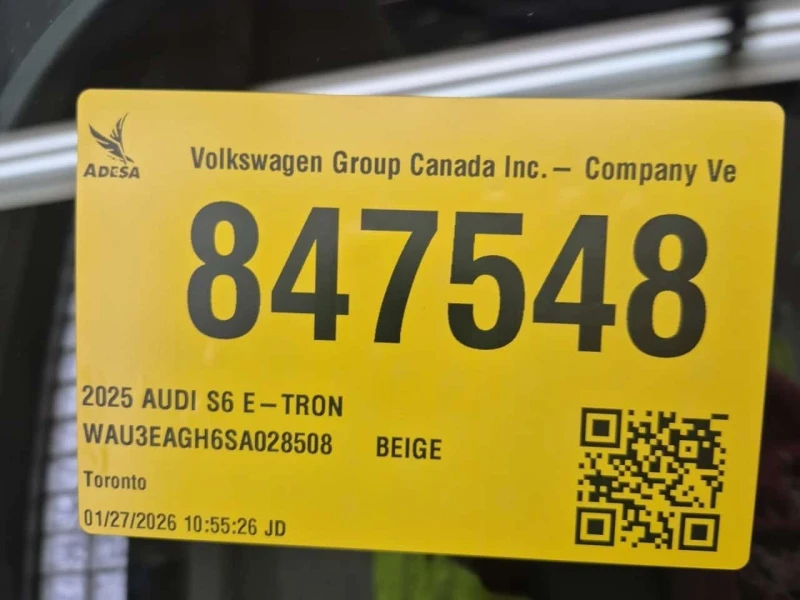 ADESA
Volkswagen Group Canada Inc.— Company Ve
847548
2025 AUDI S6 E—TRON
WAU3EAGH6SA028508 BEIGE
Toronto
01/27/2026 10:55:26 JD